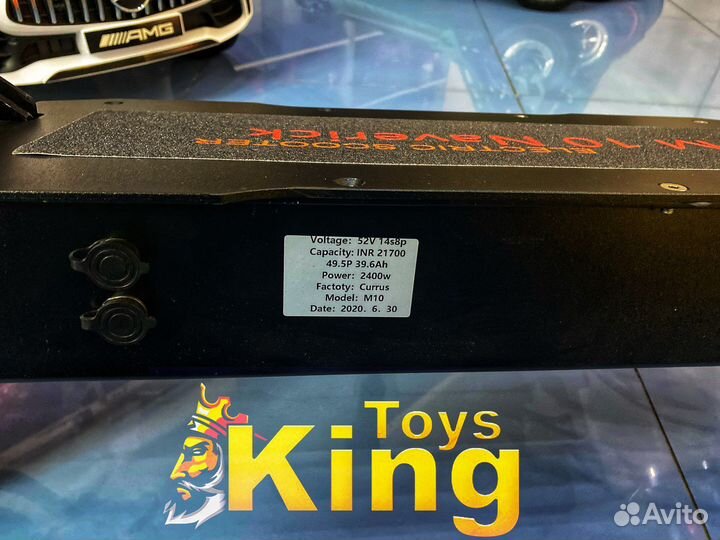 AMG
ELECTRIC SCOOTER
M 10 Naverick
Voltage: 52V 14s8p
Capacity: INR 21700
49.5P 39.6Ah
Power: 2400w
Factoty: Currus
Model: M10
Date: 2020. 6. 30
Toys
King
Avito